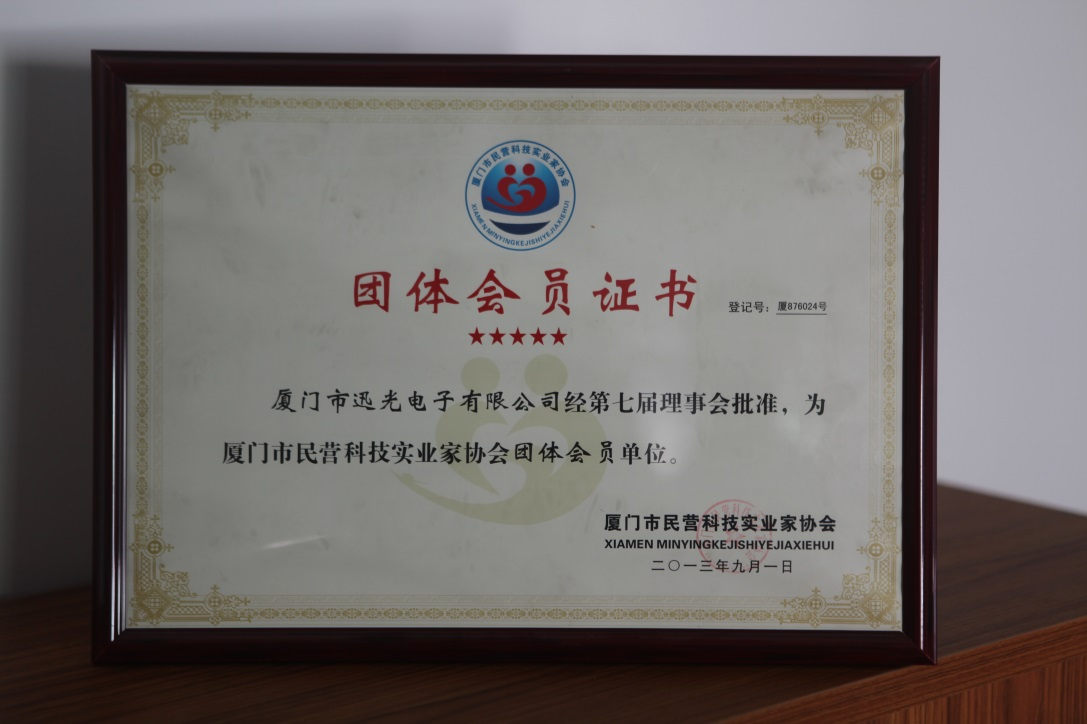 厦门市民营科技实业家协会
XIAMEN MINYINGKEJISHIYEJIAXIEHUI
团体会员证书
登记号：厦876024号
★★★★★
厦门市迅光电子有限公司经第七届理事会批准，为
厦门市民营科技实业家协会团体会员单位。
厦门市民营科技实业家协会
XIAMEN MINYINGKEJISHIYEJIAXIEHUI
二〇一三年九月一日